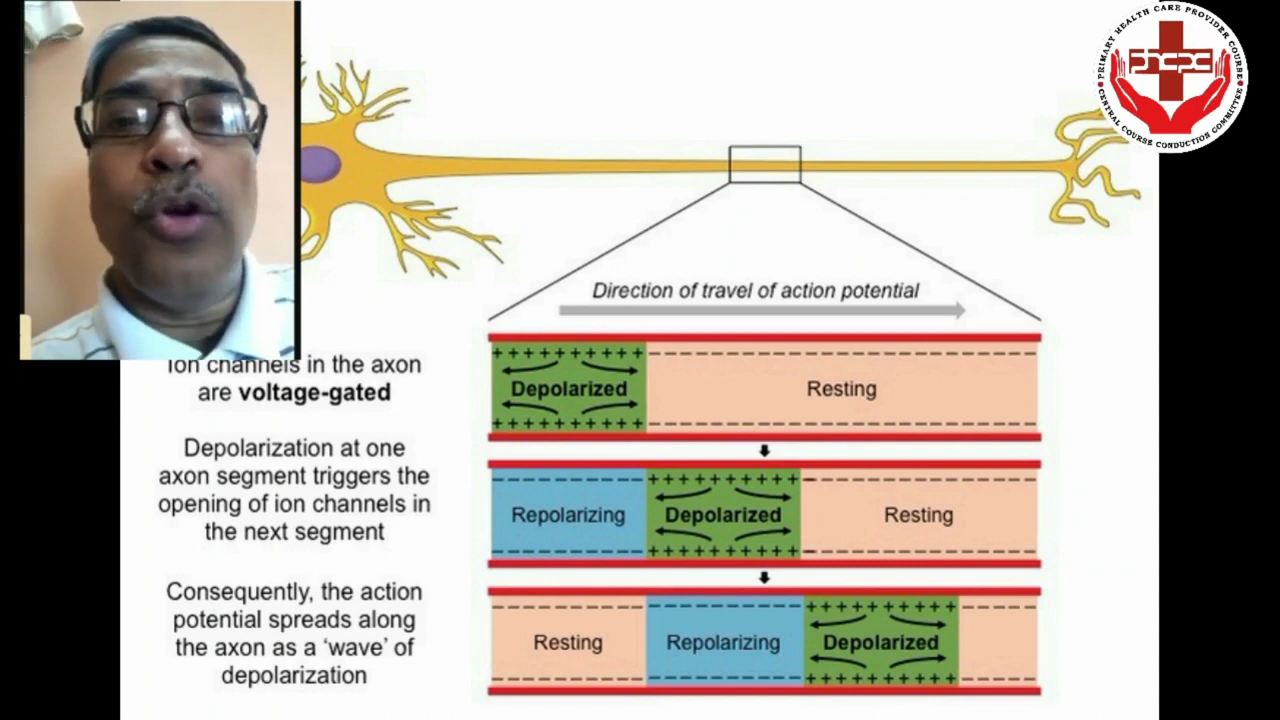 PRIMARY HEALTH CARE PROVIDER COURSE
phcpc
CENTRAL COURSE CONDUCTION COMMITTEE
Direction of travel of action potential
Ion channels in the axon
are voltage-gated
Depolarization at one
axon segment triggers the
opening of ion channels in
the next segment
Consequently, the action
potential spreads along
the axon as a ‘wave’ of
depolarization
Depolarized
Resting
Repolarizing
Depolarized
Resting
Resting
Repolarizing
Depolarized